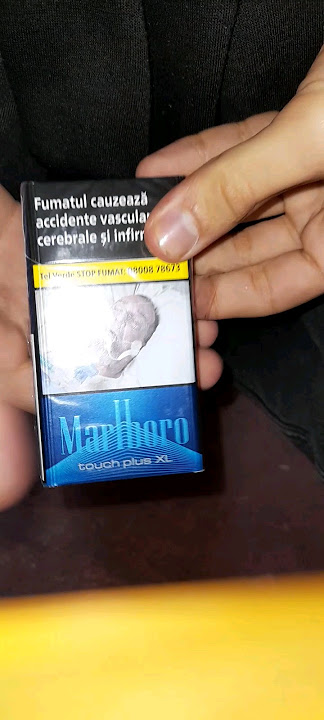 Fumatul cauzează
accidente vascular
cerebrale și infirm
Tel Verde STOP FUMAT: 08008 78673
Marlboro
touch plus XL